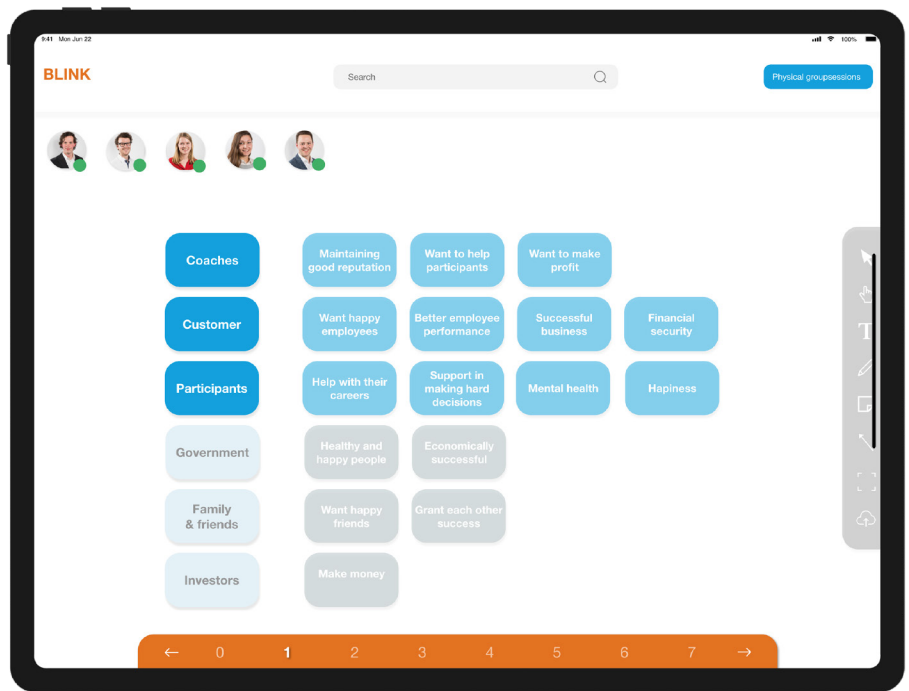 9:41 Mon Jun 22
100%
BLINK
Search
Physical groupsessions
Coaches
Maintaining
good reputation
Want to help
participants
Want to make
profit
Customer
Want happy
employees
Better employee
performance
Successful
business
Financial
security
Participants
Help with their
careers
Support in
making hard
decisions
Mental health
Hapiness
Government
Healthy and
happy people
Economically
successful
Family
& friends
Want happy
friends
Grant each other
success
Investors
Make money
T
← 0 1 2 3 4 5 6 7 →